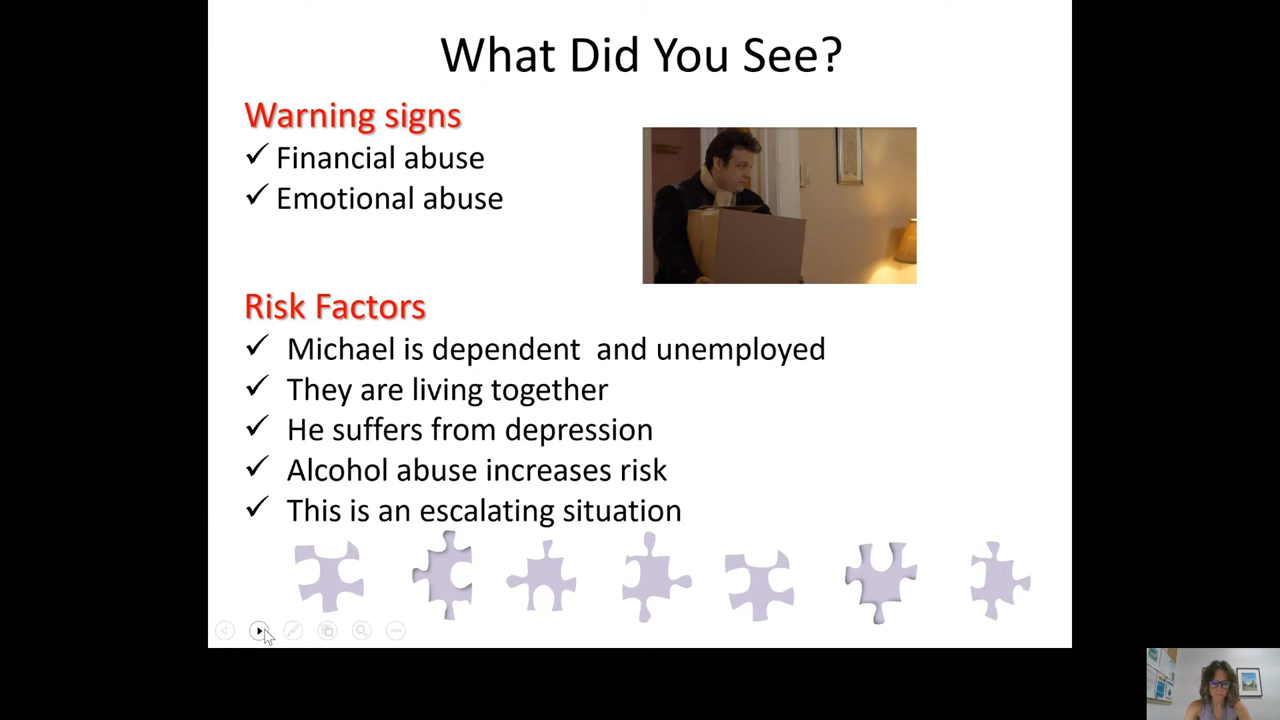 What Did You See?
Warning signs
✓ Financial abuse
✓ Emotional abuse
Risk Factors
✓ Michael is dependent and unemployed
✓ They are living together
✓ He suffers from depression
✓ Alcohol abuse increases risk
✓ This is an escalating situation